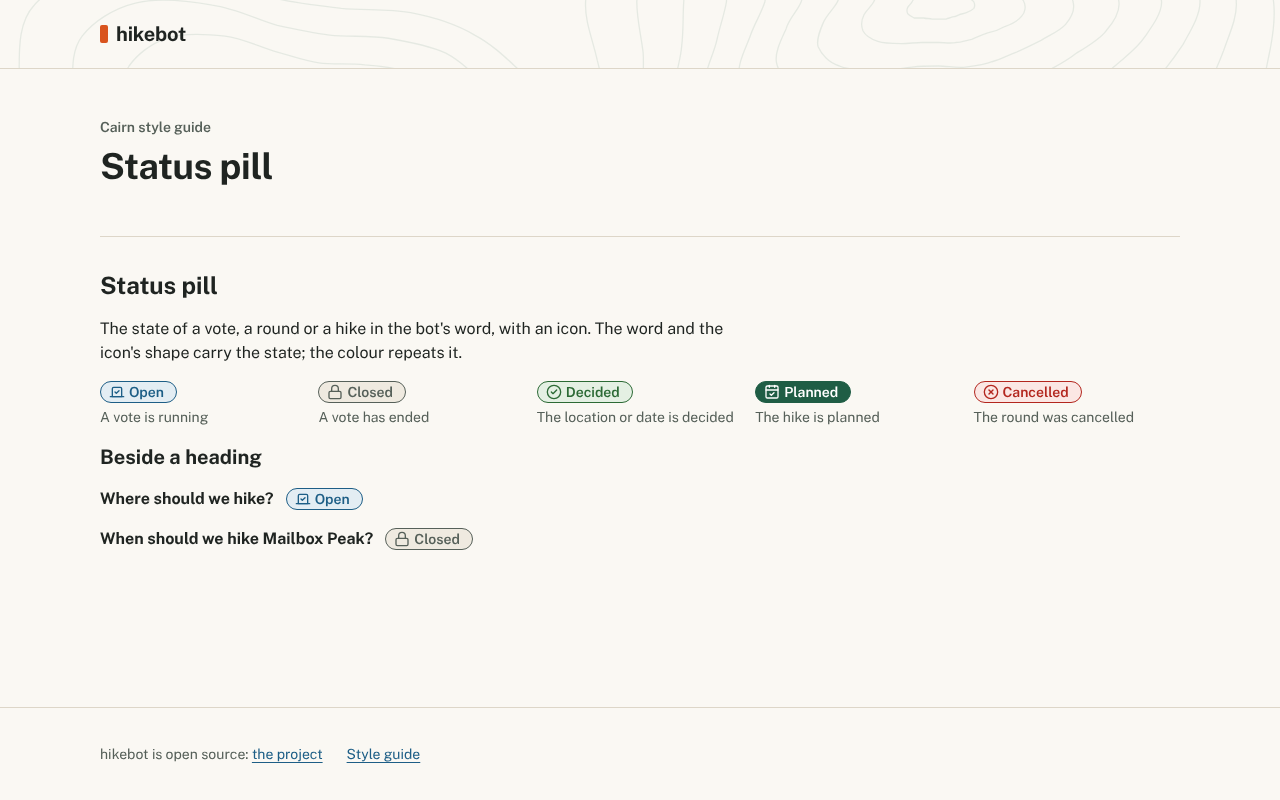 hikebot
Cairn style guide
Status pill
Status pill
The state of a vote, a round or a hike in the bot's word, with an icon. The word and the
icon's shape carry the state; the colour repeats it.
Open
Closed
Decided
Planned
Cancelled
A vote is running
A vote has ended
The location or date is decided
The hike is planned
The round was cancelled
Beside a heading
Where should we hike? Open
When should we hike Mailbox Peak? Closed
hikebot is open source: the project Style guide